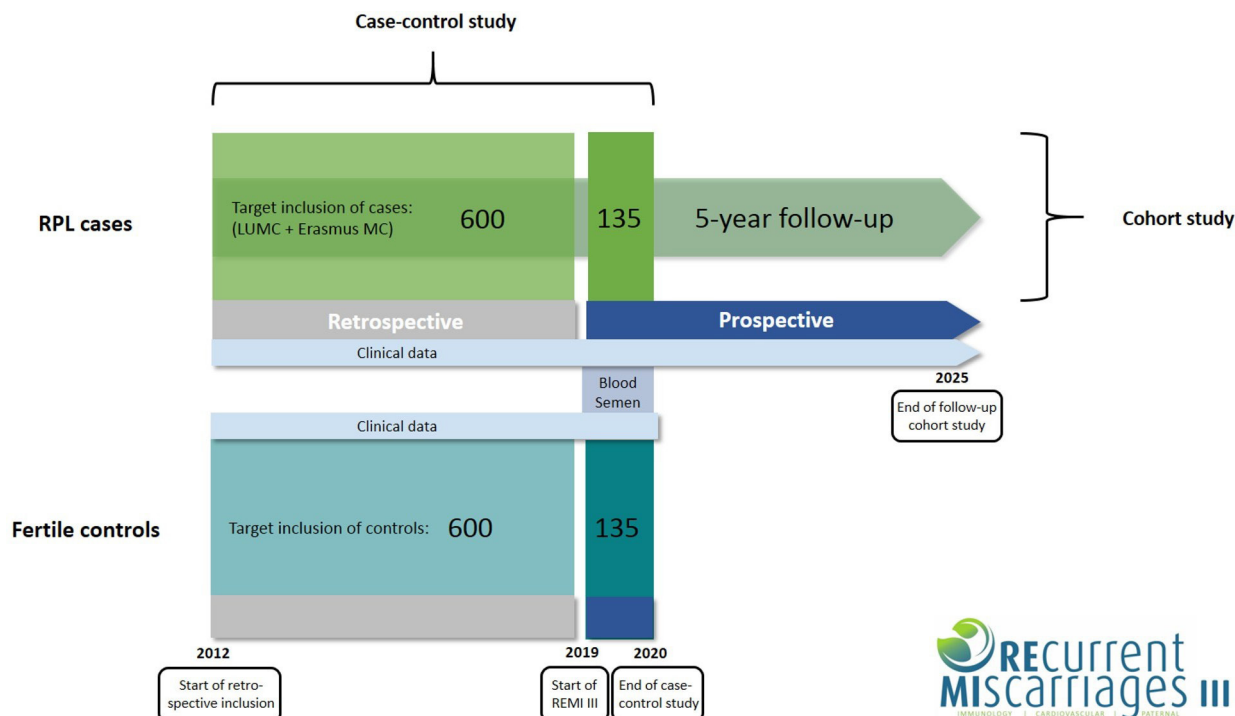 Case-control study
RPL cases
Target inclusion of cases:
(LUMC + Erasmus MC)
600
135
5-year follow-up
Cohort study
Retrospective
Prospective
Clinical data
Blood
Semen
2025
End of follow-up
cohort study
Clinical data
Fertile controls
Target inclusion of controls:
600
135
2012
Start of retro-
spective inclusion
2019
Start of
REMI III
2020
End of case-
control study
REcurrent
MIscarriages III
IMMUNOLOGY | CARDIOVASCULAR | PATERNAL